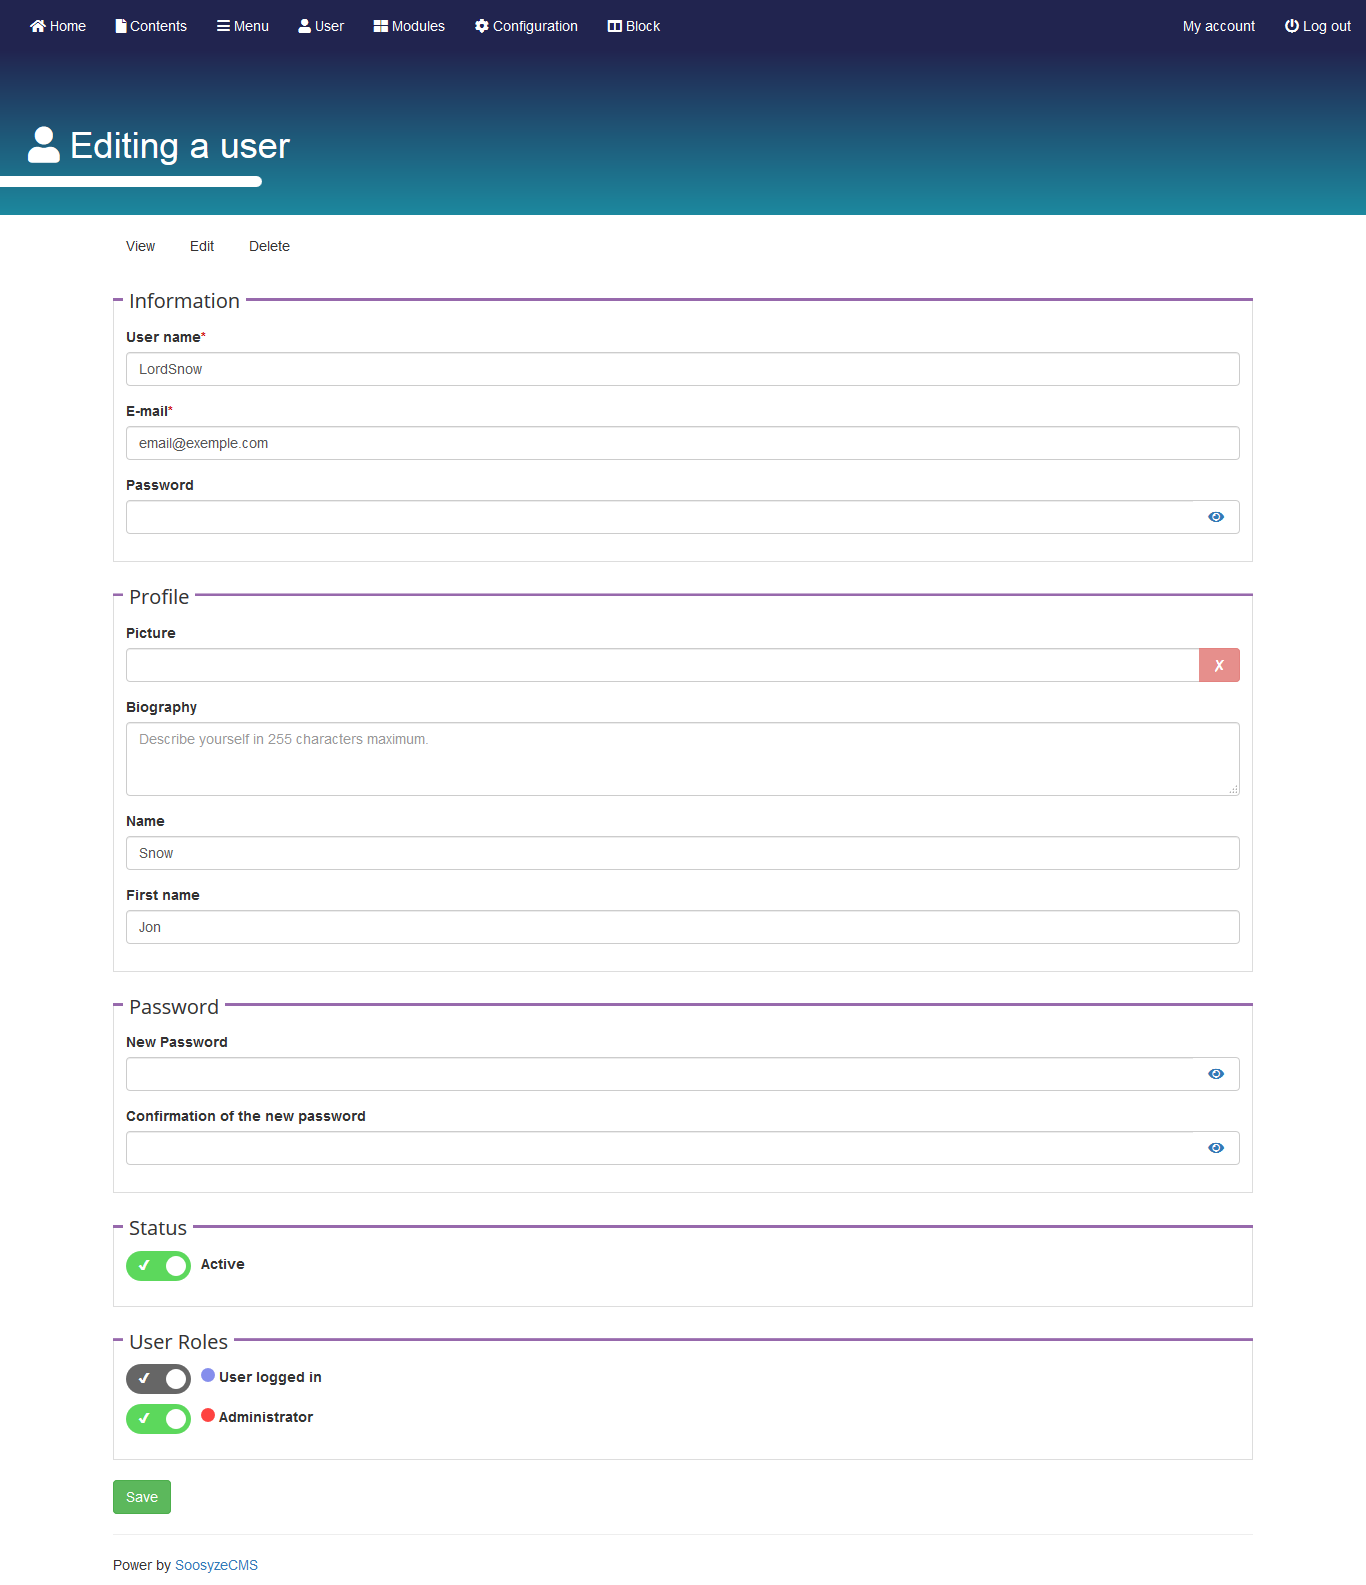 Home Contents Menu User Modules Configuration Block My account Log out
Editing a user
View Edit Delete
Information
User name*
LordSnow
E-mail*
email@exemple.com
Password
Profile
Picture
X
Biography
Describe yourself in 255 characters maximum.
Name
Snow
First name
Jon
Password
New Password
Confirmation of the new password
Status
Active
User Roles
User logged in
Administrator
Save
Power by SoosyzeCMS